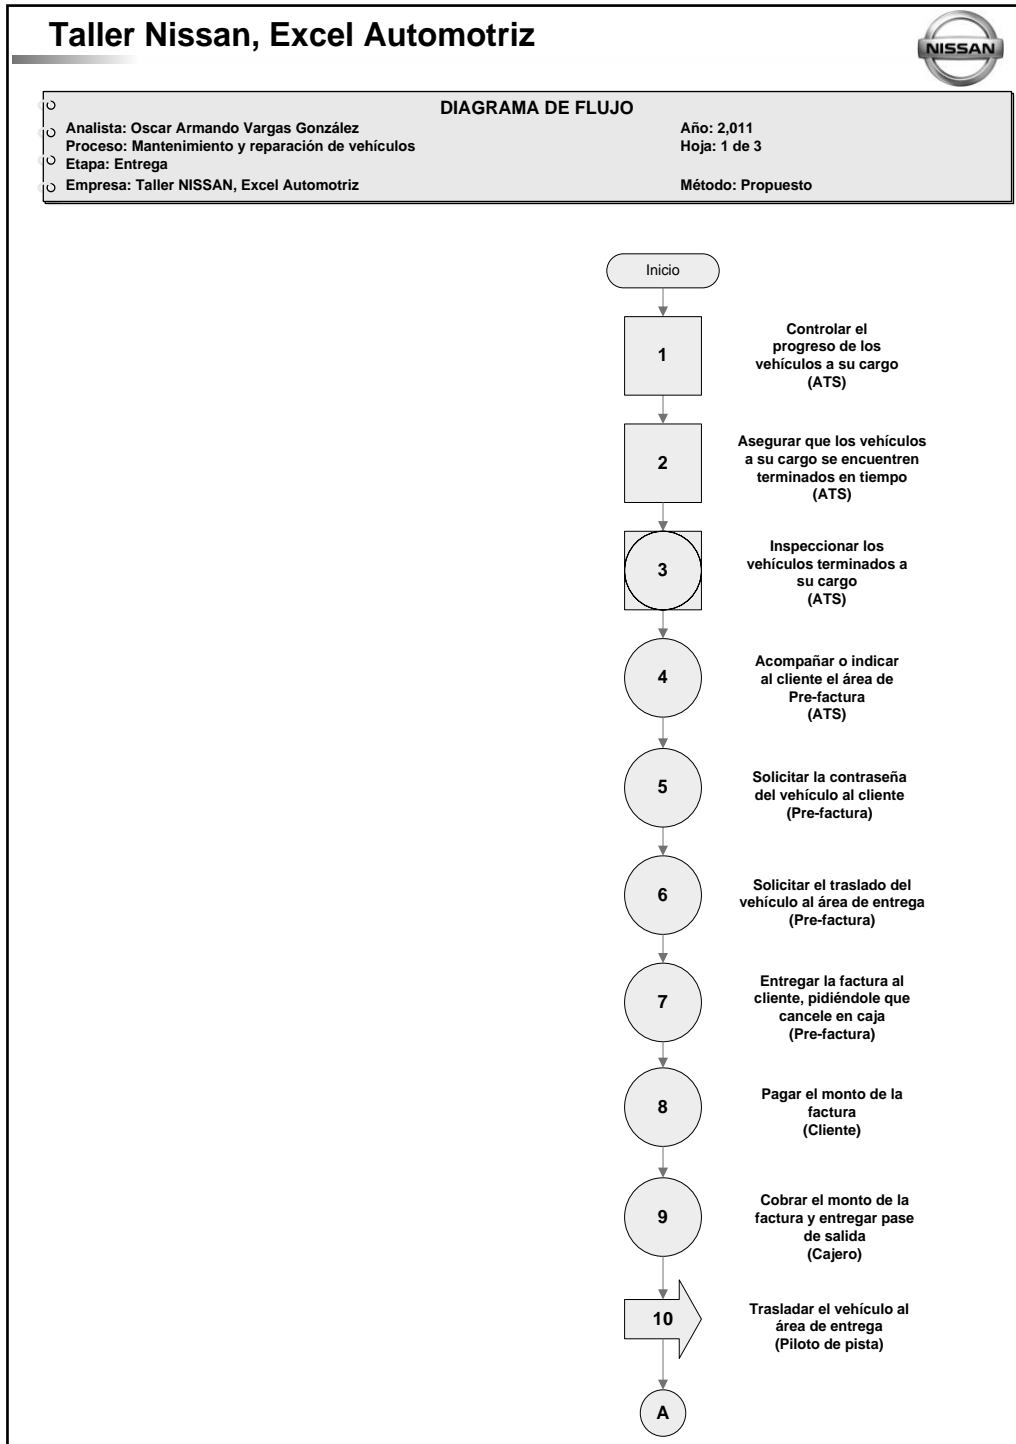 Taller Nissan, Excel Automotriz
NISSAN
DIAGRAMA DE FLUJO
Analista: Oscar Armando Vargas González
Año: 2,011
Proceso: Mantenimiento y reparación de vehículos
Hoja: 1 de 3
Etapa: Entrega
Empresa: Taller NISSAN, Excel Automotriz
Método: Propuesto
Inicio
1
Controlar el
progreso de los
vehículos a su cargo
(ATS)
2
Asegurar que los vehículos
a su cargo se encuentren
terminados en tiempo
(ATS)
3
Inspeccionar los
vehículos terminados a
su cargo
(ATS)
4
Acompañar o indicar
al cliente el área de
Pre-factura
(ATS)
5
Solicitar la contraseña
del vehículo al cliente
(Pre-factura)
6
Solicitar el traslado del
vehículo al área de entrega
(Pre-factura)
7
Entregar la factura al
cliente, pidiéndole que
cancele en caja
(Pre-factura)
8
Pagar el monto de la
factura
(Cliente)
9
Cobrar el monto de la
factura y entregar pase
de salida
(Cajero)
10
Trasladar el vehículo al
área de entrega
(Piloto de pista)
A